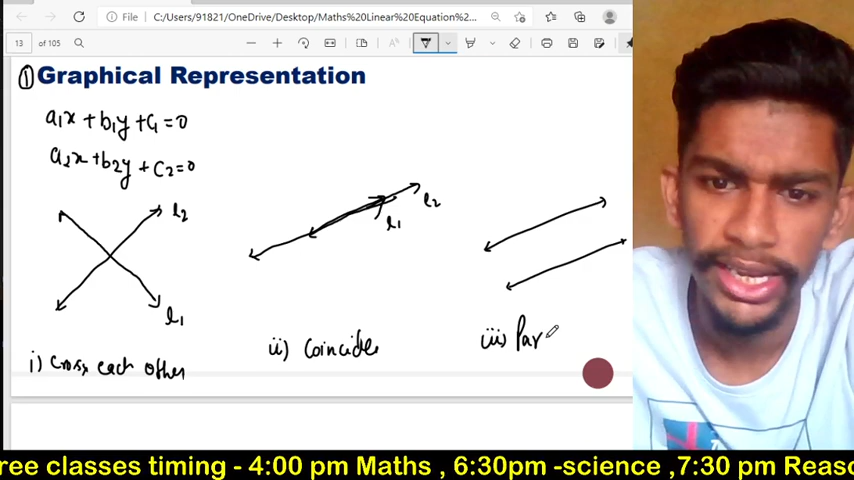 File
C:/Users/91821/OneDrive/Desktop/Maths%20Linear%20Equation%2...
13 of 105
① Graphical Representation
a₁x + b₁y + c₁ = 0
a₂x + b₂y + c₂ = 0
l₂
l₁
l₂
l₁
i) Cross each other
ii) Coincide
iii) Par
ree classes timing - 4:00 pm Maths , 6:30pm -science ,7:30 pm Reaso